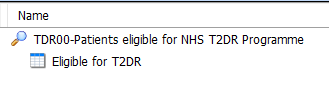 Name
TDR00-Patients eligible for NHS T2DR Programme
Eligible for T2DR